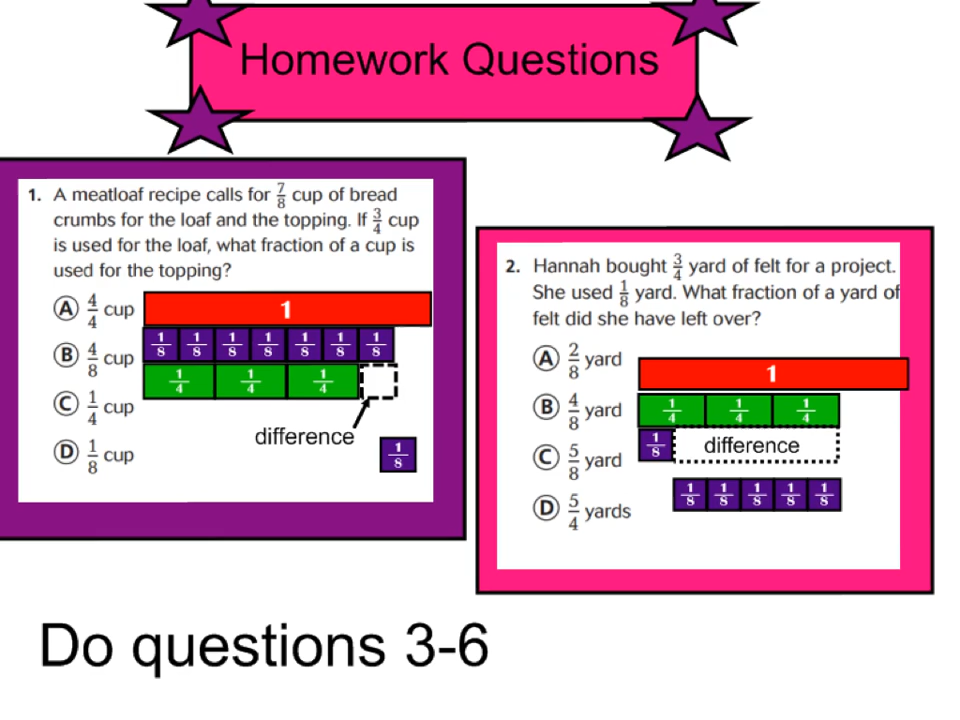 Homework Questions
1. A meatloaf recipe calls for 7/8 cup of bread
crumbs for the loaf and the topping. If 3/4 cup
is used for the loaf, what fraction of a cup is
used for the topping?
A 4/4 cup
B 4/8 cup
C 1/4 cup
D 1/8 cup
1
1/8 1/8 1/8 1/8 1/8 1/8 1/8
1/4 1/4 1/4
difference
1/8
2. Hannah bought 3/4 yard of felt for a project.
She used 1/8 yard. What fraction of a yard of
felt did she have left over?
A 2/8 yard
B 4/8 yard
C 5/8 yard
D 5/4 yards
1
1/4 1/4 1/4
1/8 difference
1/8 1/8 1/8 1/8 1/8
Do questions 3-6